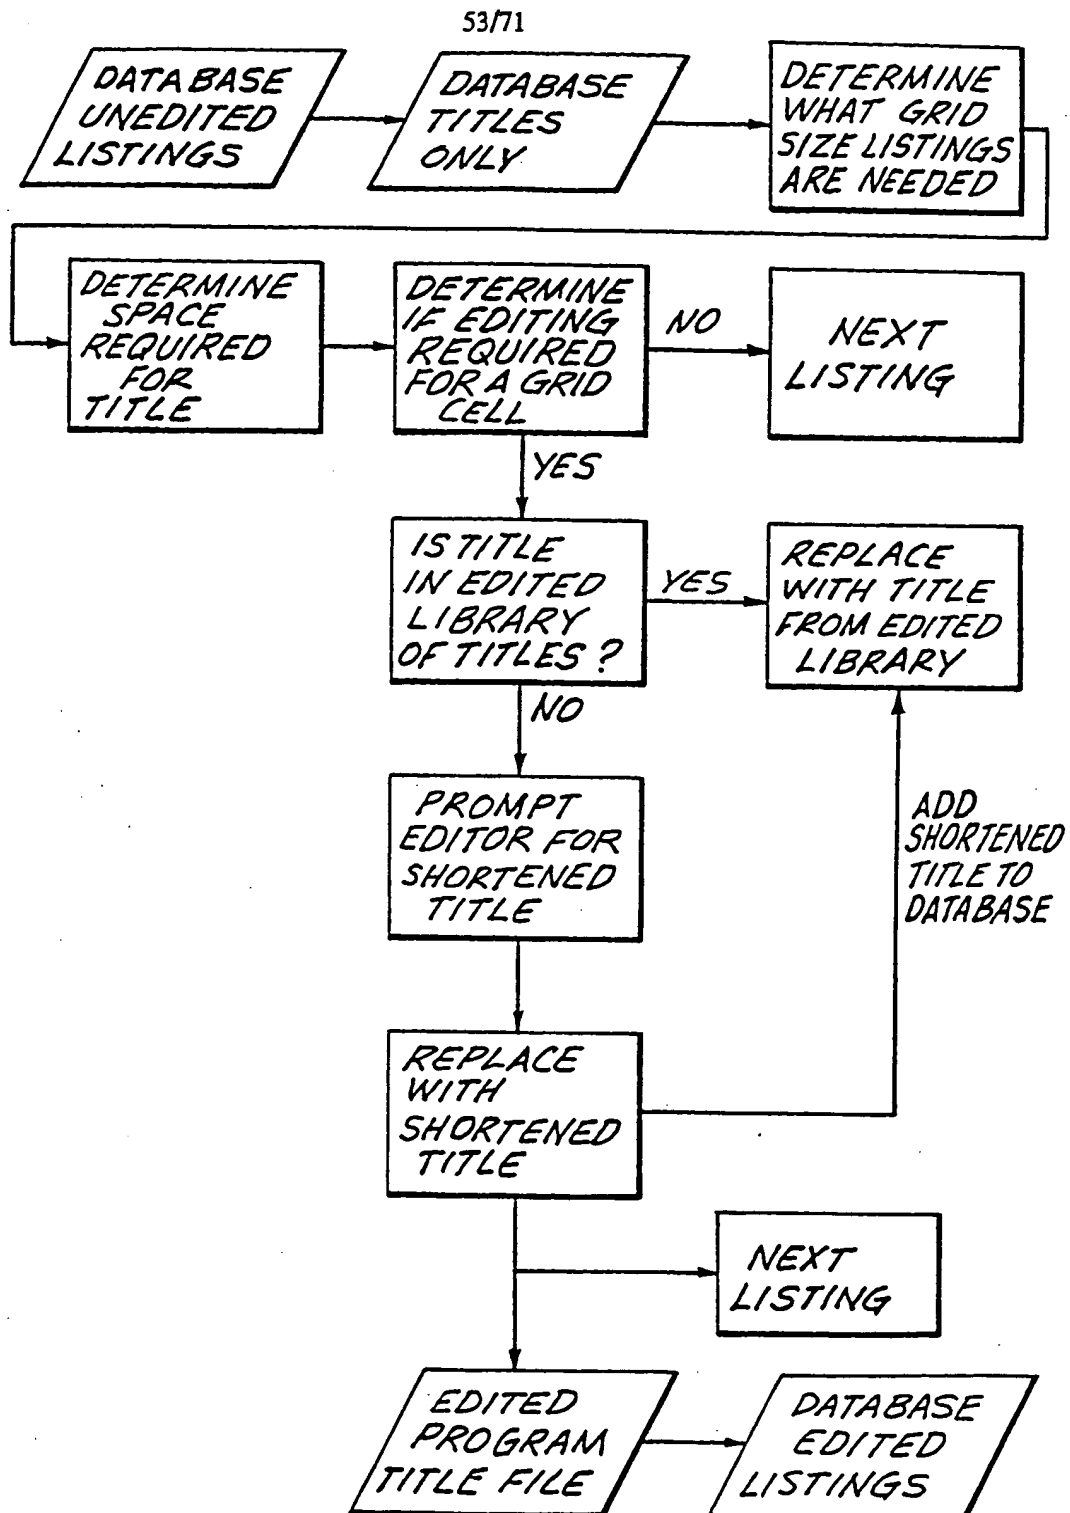 53/71
DATABASE
UNEDITED
LISTINGS
DATABASE
TITLES
ONLY
DETERMINE
WHAT GRID
SIZE LISTINGS
ARE NEEDED
DETERMINE
SPACE
REQUIRED
FOR
TITLE
DETERMINE
IF EDITING
REQUIRED
FOR A GRID
CELL
NO
NEXT
LISTING
YES
IS TITLE
IN EDITED
LIBRARY
OF TITLES ?
YES
REPLACE
WITH TITLE
FROM EDITED
LIBRARY
NO
PROMPT
EDITOR FOR
SHORTENED
TITLE
ADD
SHORTENED
TITLE TO
DATABASE
REPLACE
WITH
SHORTENED
TITLE
NEXT
LISTING
EDITED
PROGRAM
TITLE FILE
DATABASE
EDITED
LISTINGS